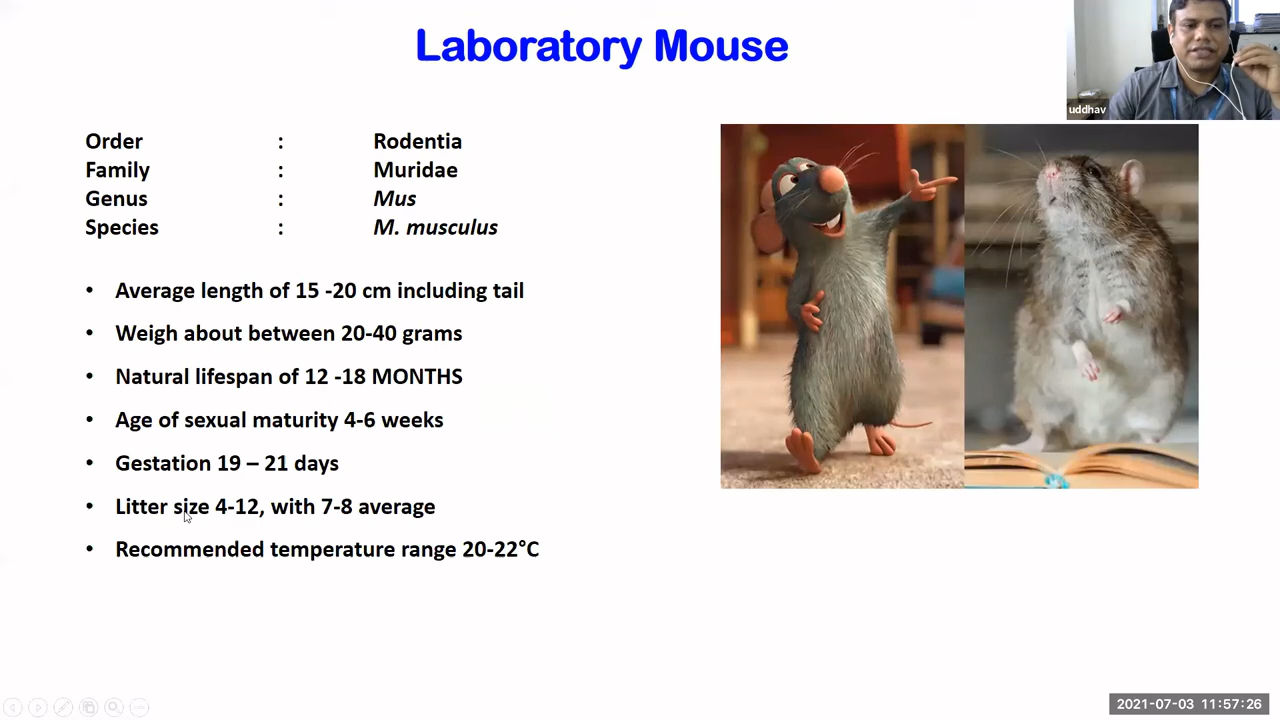 Laboratory Mouse
uddhav
Order : Rodentia
Family : Muridae
Genus : Mus
Species : M. musculus
• Average length of 15 -20 cm including tail
• Weigh about between 20-40 grams
• Natural lifespan of 12 -18 MONTHS
• Age of sexual maturity 4-6 weeks
• Gestation 19 – 21 days
• Litter size 4-12, with 7-8 average
• Recommended temperature range 20-22°C
2021-07-03 11:57:26